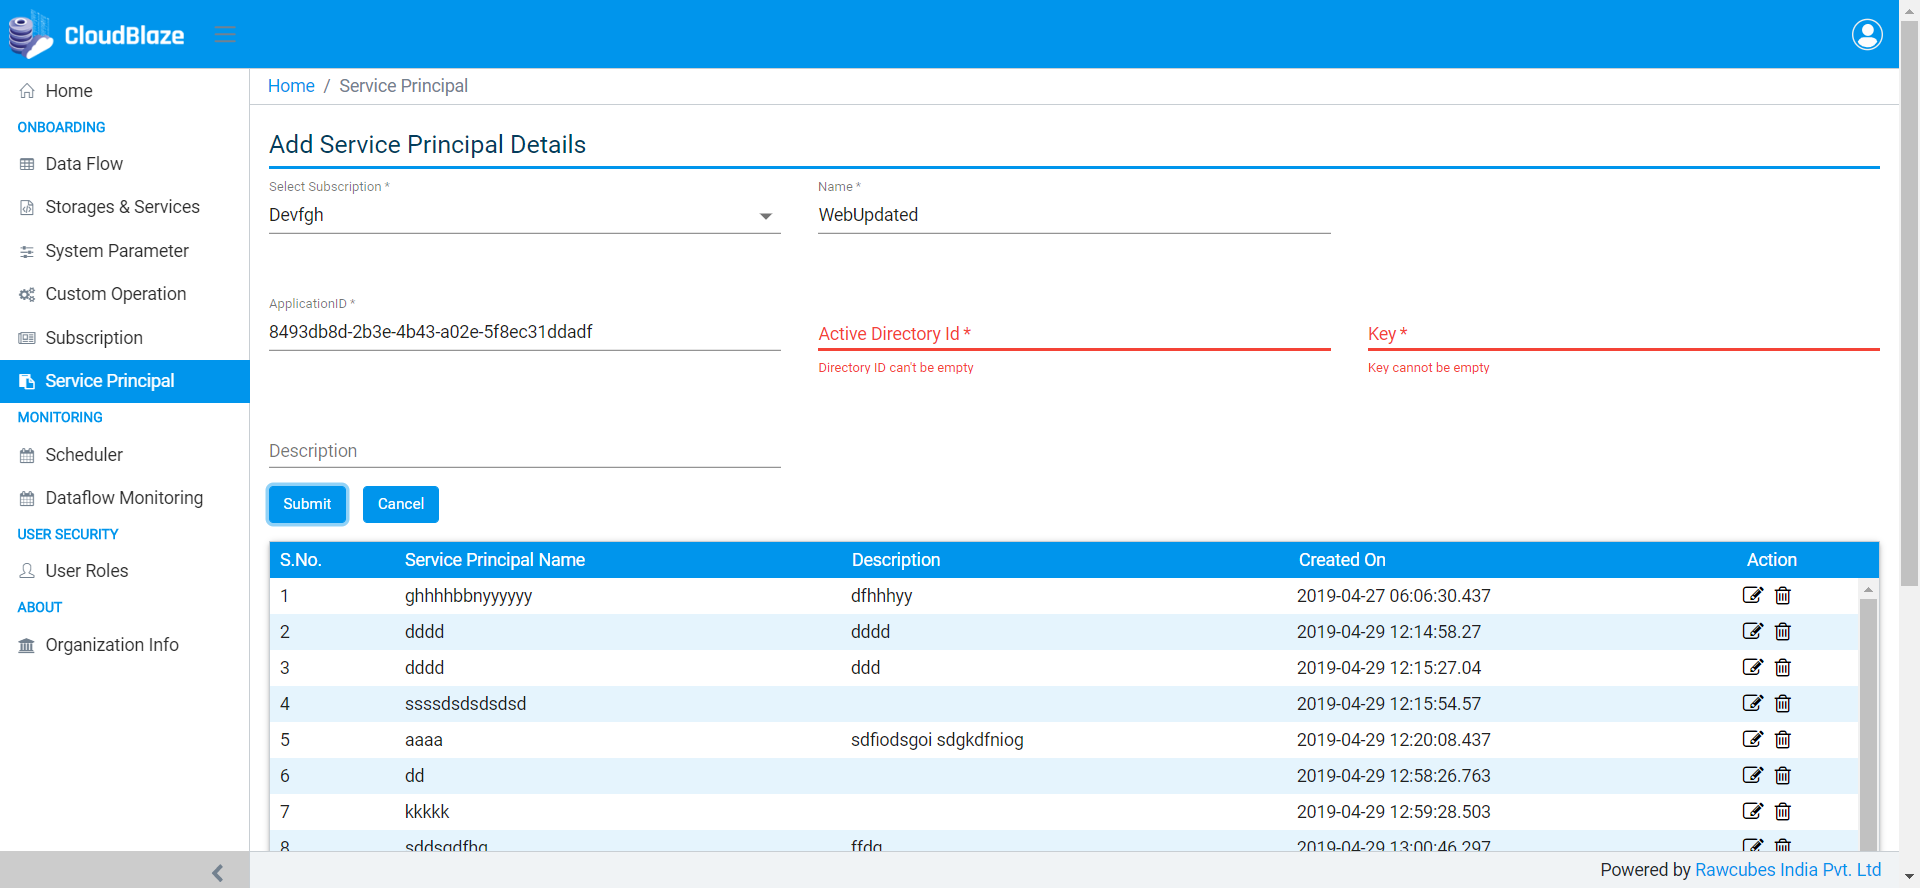 CloudBlaze
Home
ONBOARDING
Data Flow
Storages & Services
System Parameter
Custom Operation
Subscription
Service Principal
MONITORING
Scheduler
Dataflow Monitoring
USER SECURITY
User Roles
ABOUT
Organization Info
Home / Service Principal
Add Service Principal Details
Select Subscription *
Devfgh
Name *
WebUpdated
ApplicationID *
8493db8d-2b3e-4b43-a02e-5f8ec31ddadf
Active Directory Id *
Directory ID can't be empty
Key *
Key cannot be empty
Description
Submit Cancel
S.No. Service Principal Name Description Created On Action
1 ghhhhbbnyyyyyy dfhhhyy 2019-04-27 06:06:30.437
2 dddd dddd 2019-04-29 12:14:58.27
3 dddd ddd 2019-04-29 12:15:27.04
4 ssssdsdsdsdsd 2019-04-29 12:15:54.57
5 aaaa sdfiodsgoi sdgkdfniog 2019-04-29 12:20:08.437
6 dd 2019-04-29 12:58:26.763
7 kkkkk 2019-04-29 12:59:28.503
8 sddsgdfhg ffdg 2019-04-29 13:00:46.297
Powered by Rawcubes India Pvt. Ltd